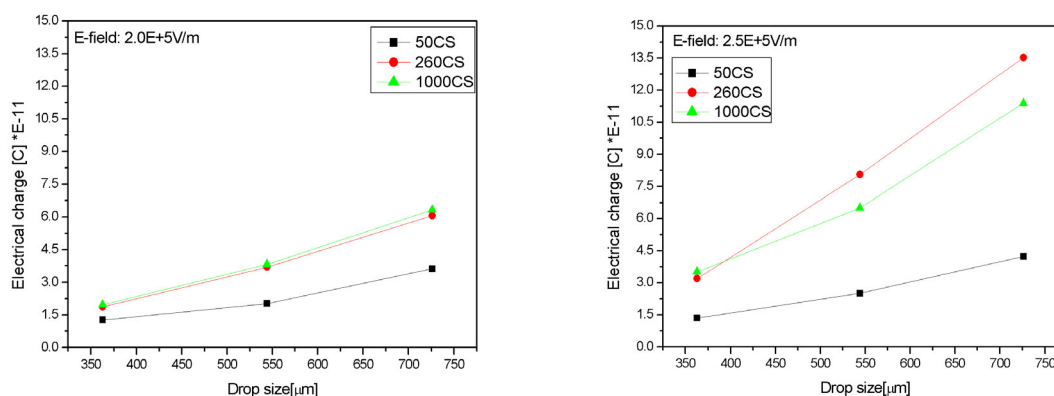 E-field: 2.0E+5V/m
50CS
260CS
1000CS
Electrical charge [C] *E-11
15.0
13.5
12.0
10.5
9.0
7.5
6.0
4.5
3.0
1.5
0.0
350 400 450 500 550 600 650 700 750
Drop size[μm]
E-field: 2.5E+5V/m
50CS
260CS
1000CS
Electrical charge [C] *E-11
15.0
13.5
12.0
10.5
9.0
7.5
6.0
4.5
3.0
1.5
0.0
350 400 450 500 550 600 650 700 750
Drop size[μm]